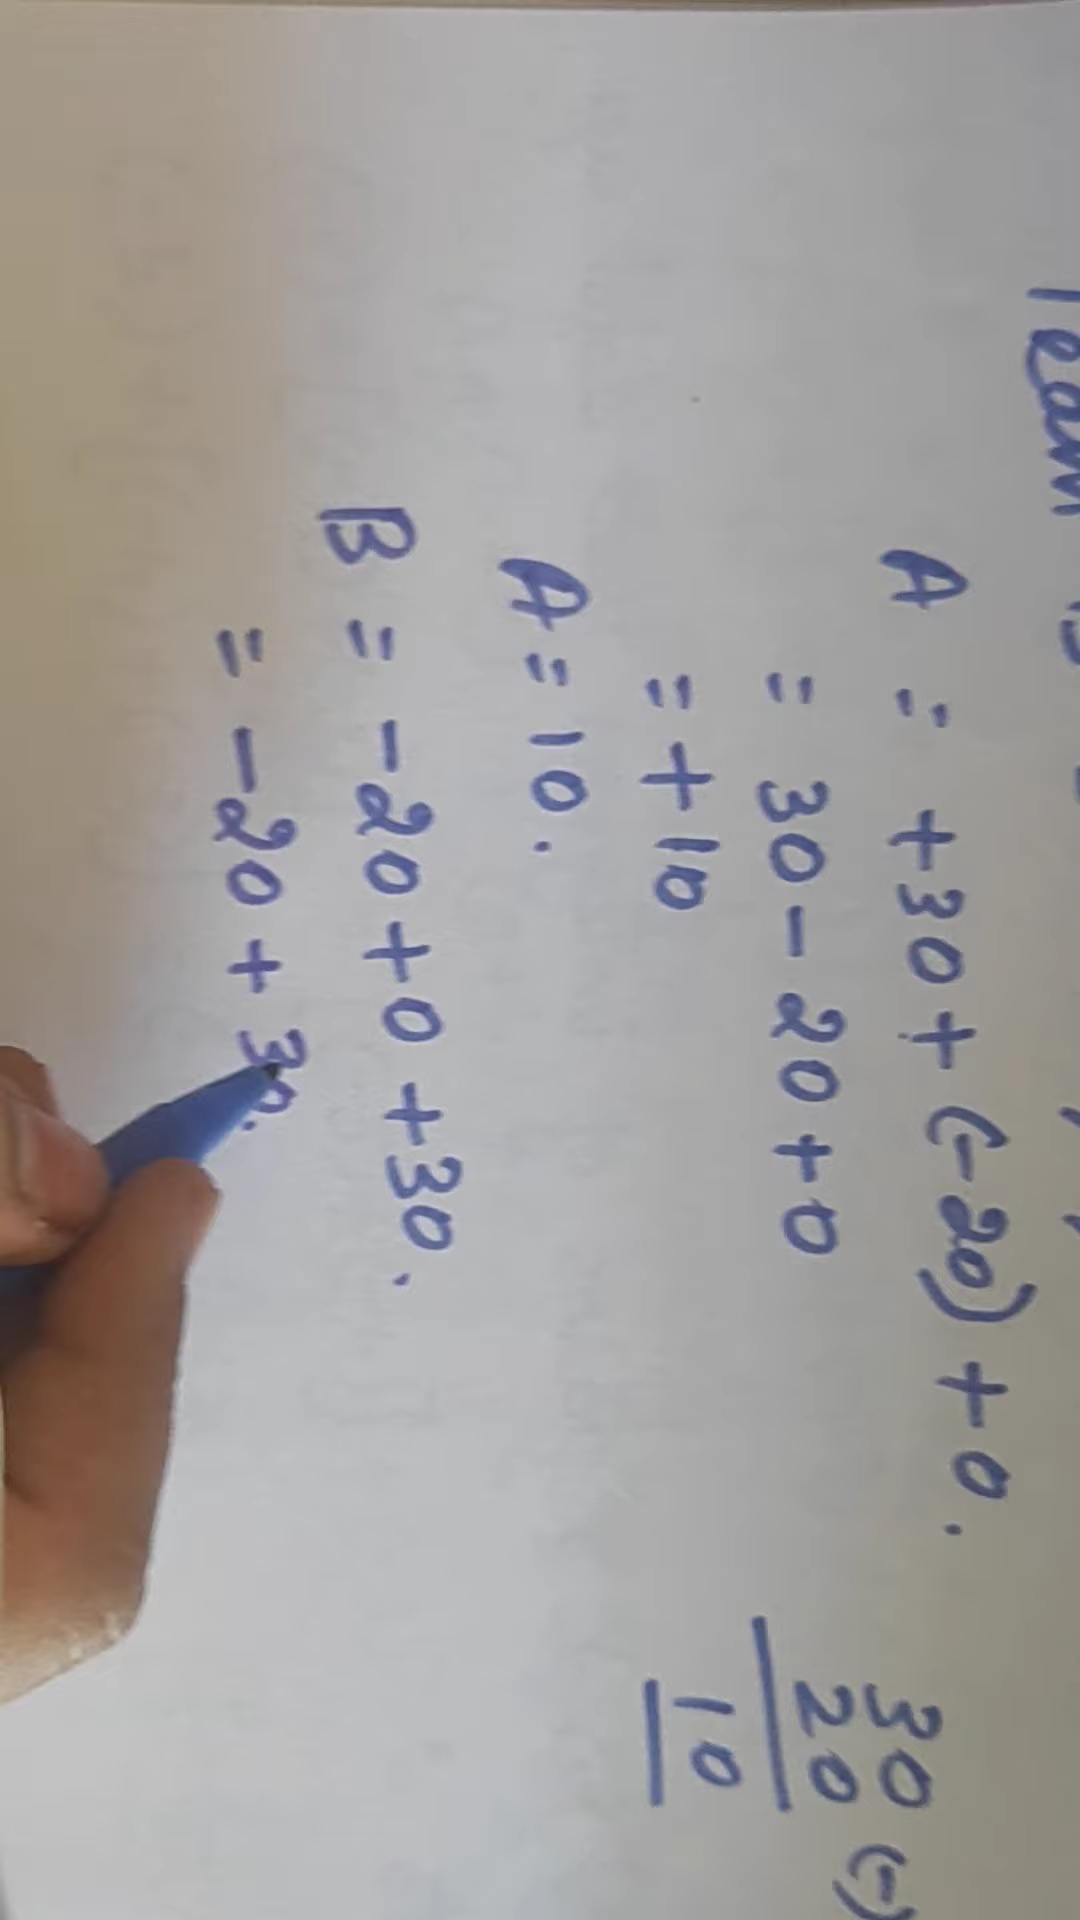 Team
A = +30 + (-20) + 0.
= 30 - 20 + 0
= + 10
A = 10.
B = -20 + 0 + 30.
= -20 + 30.
30 (-)
20
10